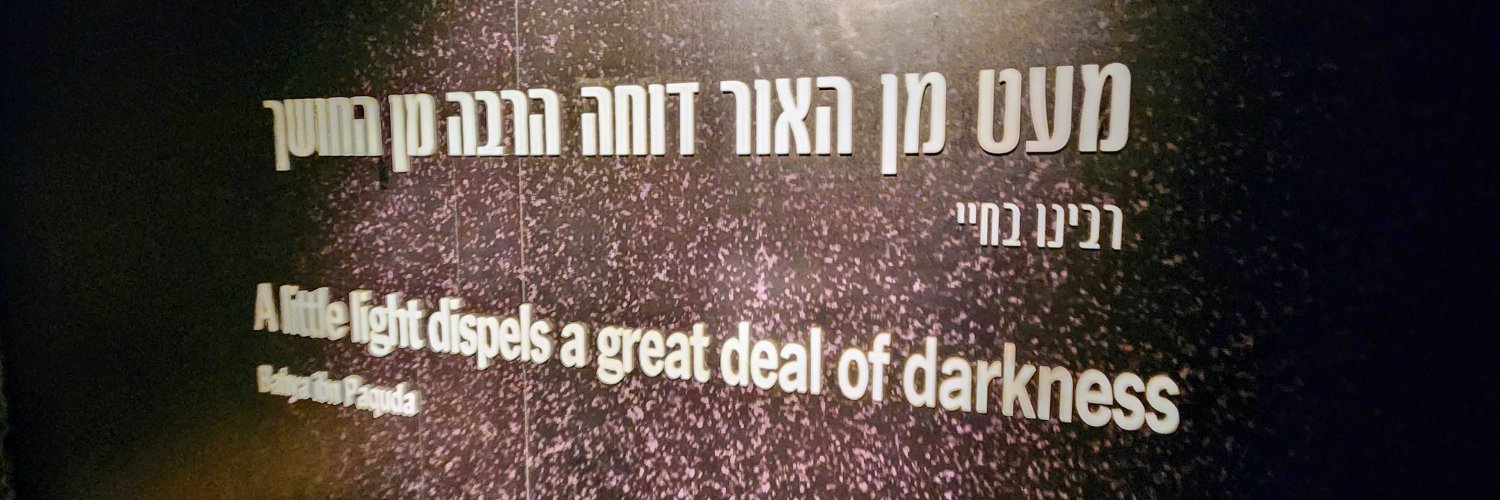 מעט מן האור דוחה הרבה מן החושך
רבינו בחיי
A little light dispels a great deal of darkness
Bahya ibn Paquda